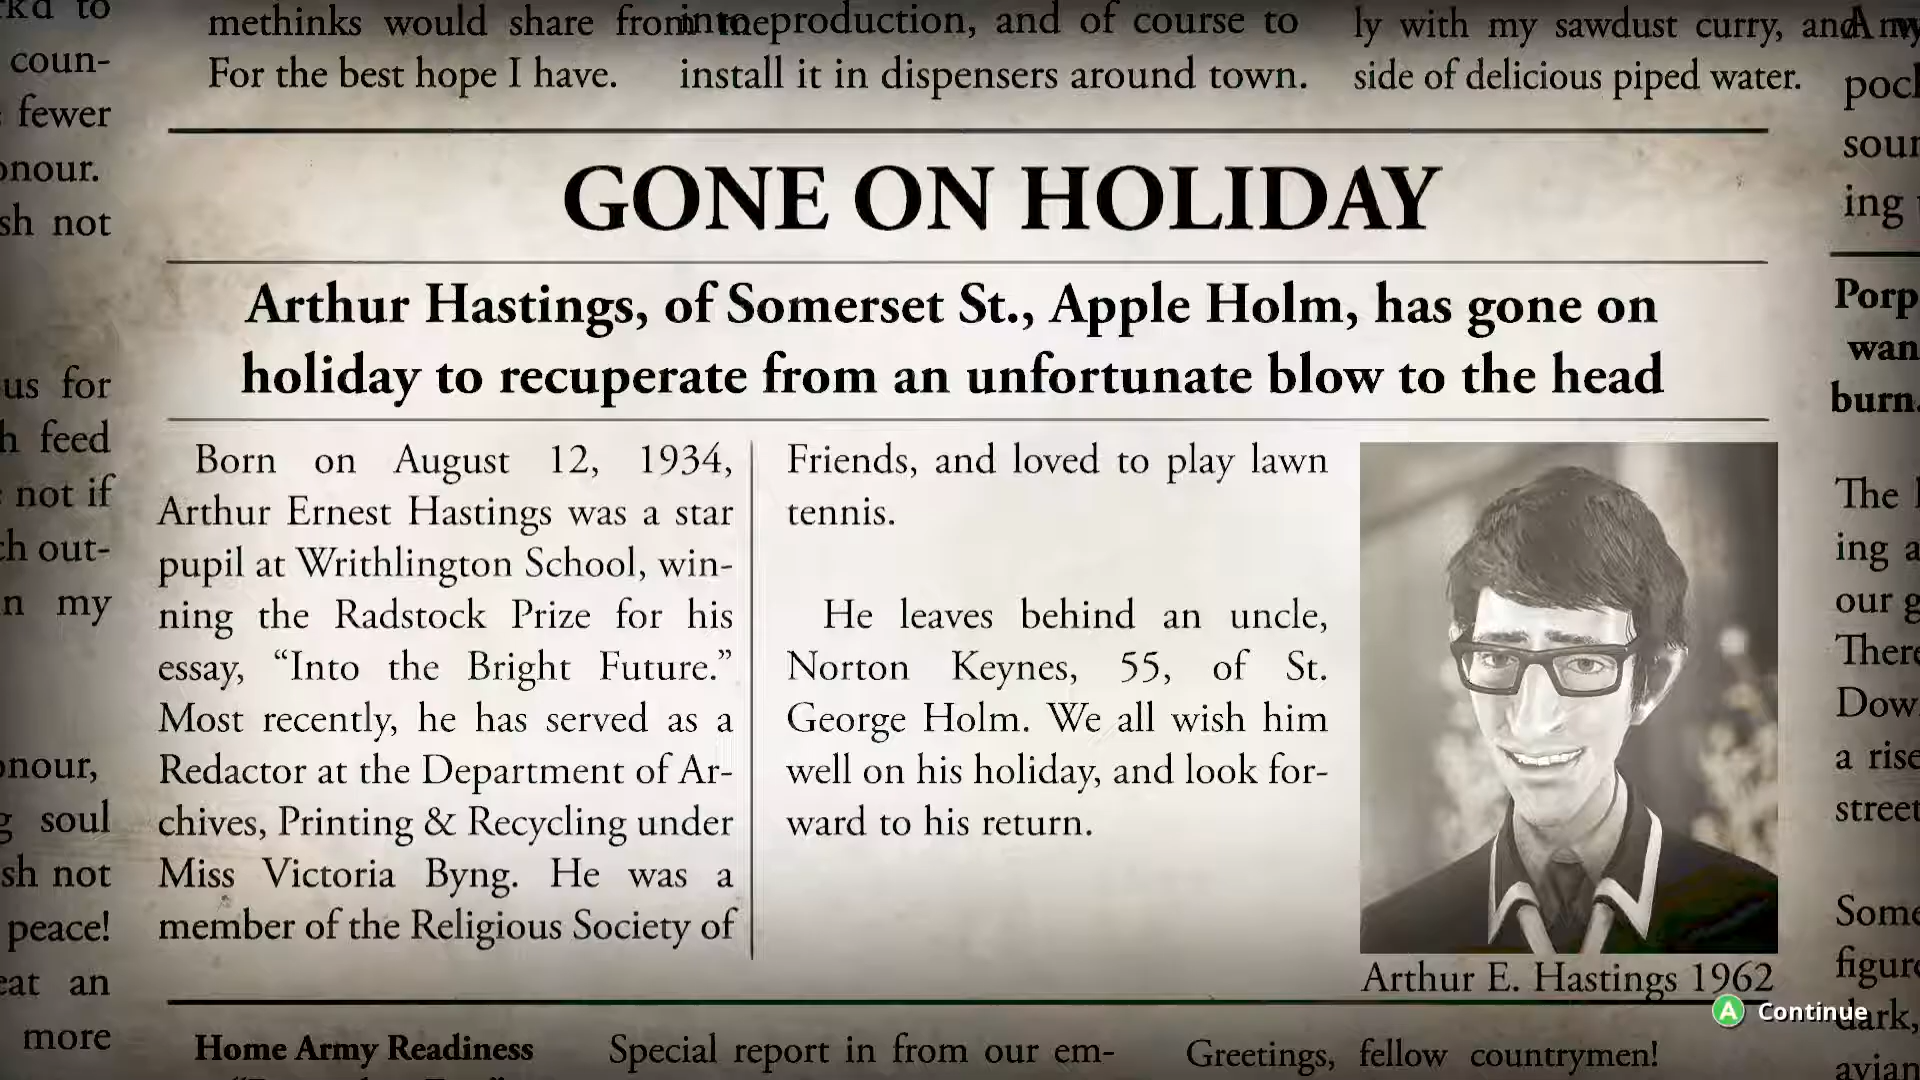 methinks would share from me
For the best hope I have.
into production, and of course to
install it in dispensers around town.
ly with my sawdust curry, and my
side of delicious piped water.
coun-
fewer
onour.
sh not
us for
feed
not if
out-
my
onour,
soul
sh not
peace!
eat an
more
GONE ON HOLIDAY
Arthur Hastings, of Somerset St., Apple Holm, has gone on
holiday to recuperate from an unfortunate blow to the head
Born on August 12, 1934,
Arthur Ernest Hastings was a star
pupil at Writhlington School, win-
ning the Radstock Prize for his
essay, “Into the Bright Future.”
Most recently, he has served as a
Redactor at the Department of Ar-
chives, Printing & Recycling under
Miss Victoria Byng. He was a
member of the Religious Society of
Friends, and loved to play lawn
tennis.
He leaves behind an uncle,
Norton Keynes, 55, of St.
George Holm. We all wish him
well on his holiday, and look for-
ward to his return.
Arthur E. Hastings 1962
A Continue
Home Army Readiness
Special report in from our em-
Greetings, fellow countrymen!
ing
Porp
wan
burn.
The
ing a
our g
There
Dow
a rise
street
Some
figure
dark,
avian